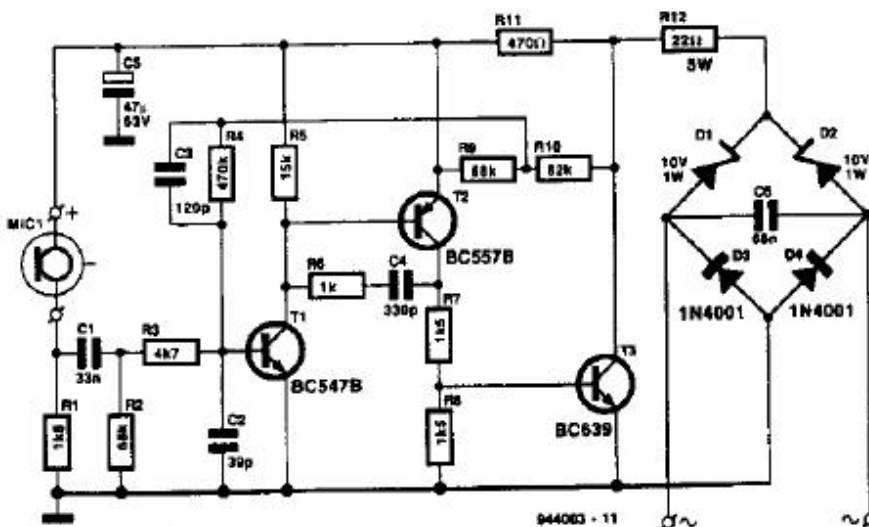 R11
470Ω
R12
22Ω
5W
C5
47µ
63V
R4
470k
R5
15k
C3
120p
R9
68k
R10
82k
D1
10V
1W
D2
10V
1W
C6
68n
D3
1N4001
D4
1N4001
MIC1
+
-
T2
BC557B
R6
1k
C4
330p
R7
1k5
C1
33n
R3
4k7
T1
BC547B
T3
BC639
R1
1k8
R2
68k
C2
39p
R8
1k5
944083 - 11
~
~